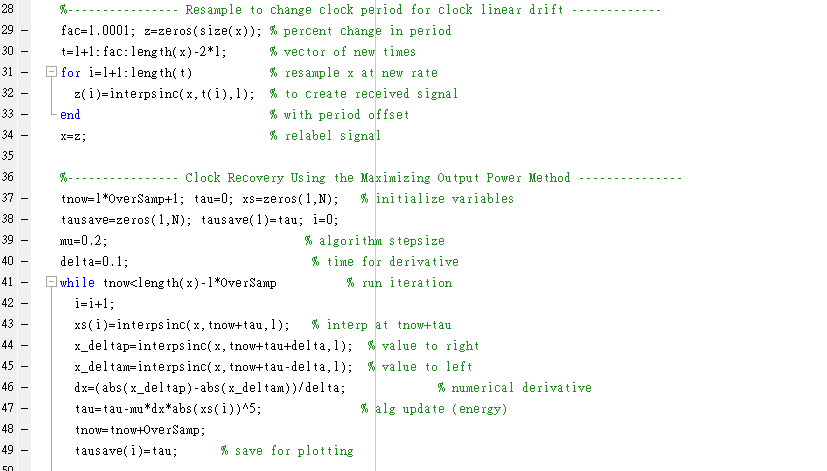 28 %---------------- Resample to change clock period for clock linear drift -------------
29 – fac=1.0001; z=zeros(size(x)); % percent change in period
30 – t=l+1:fac:length(x)-2*l; % vector of new times
31 – for i=l+1:length(t) % resample x at new rate
32 – z(i)=interpsinc(x,t(i),l); % to create received signal
33 – end % with period offset
34 – x=z; % relabel signal
35
36 %---------------- Clock Recovery Using the Maximizing Output Power Method ---------------
37 – tnow=l*OverSamp+1; tau=0; xs=zeros(1,N); % initialize variables
38 – tausave=zeros(1,N); tausave(1)=tau; i=0;
39 – mu=0.2; % algorithm stepsize
40 – delta=0.1; % time for derivative
41 – while tnow<length(x)-l*OverSamp % run iteration
42 – i=i+1;
43 – xs(i)=interpsinc(x,tnow+tau,l); % interp at tnow+tau
44 – x_deltap=interpsinc(x,tnow+tau+delta,l); % value to right
45 – x_deltam=interpsinc(x,tnow+tau-delta,l); % value to left
46 – dx=(abs(x_deltap)-abs(x_deltam))/delta; % numerical derivative
47 – tau=tau-mu*dx*abs(xs(i))^5; % alg update (energy)
48 – tnow=tnow+OverSamp;
49 – tausave(i)=tau; % save for plotting